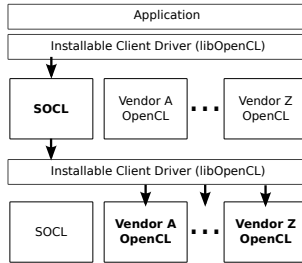 Application
Installable Client Driver (libOpenCL)
SOCL
Vendor A
OpenCL
...
Vendor Z
OpenCL
Installable Client Driver (libOpenCL)
SOCL
Vendor A
OpenCL
...
Vendor Z
OpenCL